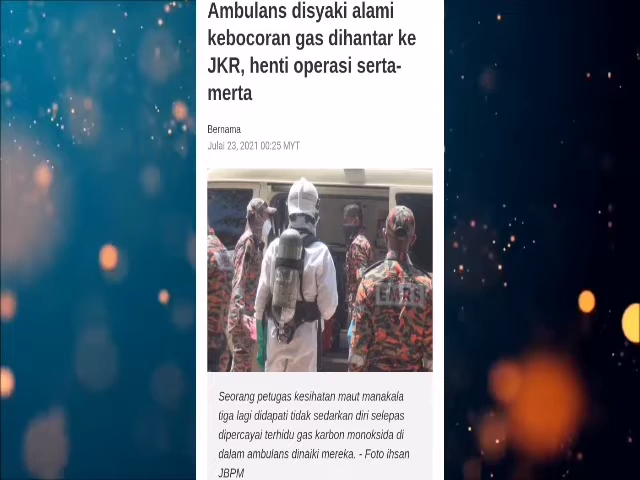 Ambulans disyaki alami
kebocoran gas dihantar ke
JKR, henti operasi serta-
merta
Bernama
Julai 23, 2021 00:25 MYT
EMRS
Seorang petugas kesihatan maut manakala
tiga lagi didapati tidak sedarkan diri selepas
dipercayai terhidu gas karbon monoksida di
dalam ambulans dinaiki mereka. - Foto ihsan
JBPM